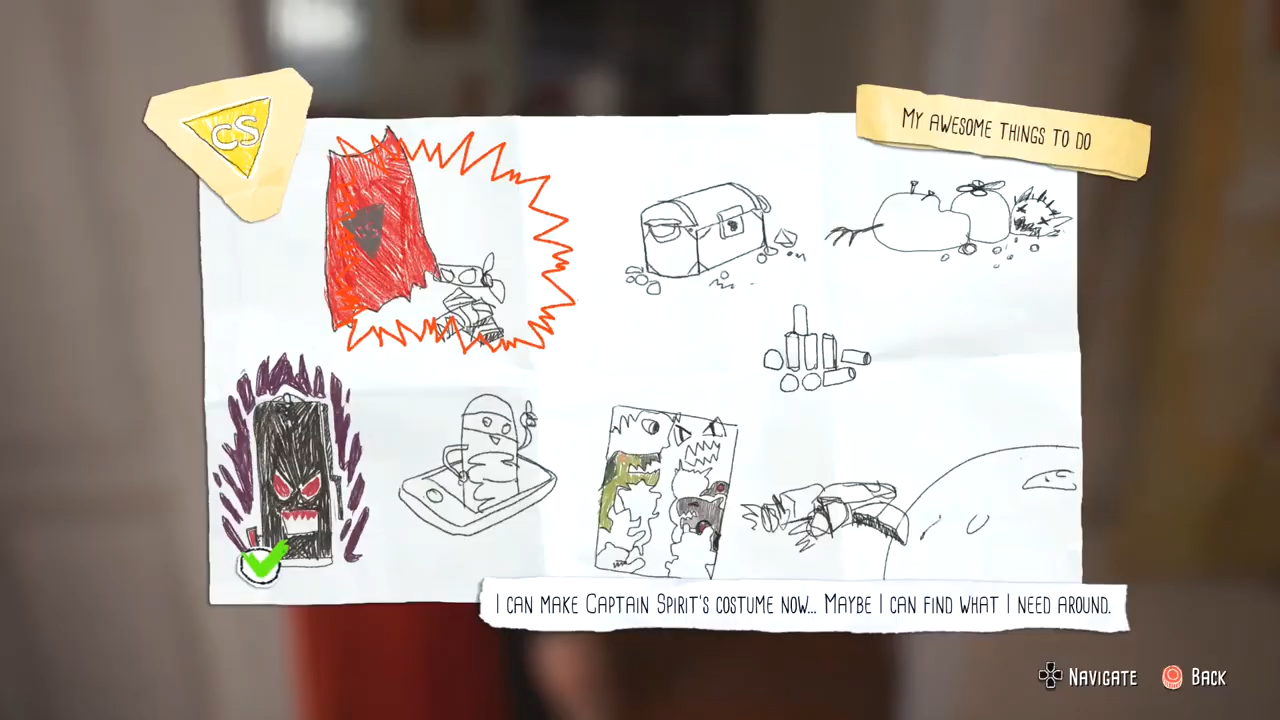 CS
MY AWESOME THINGS TO DO
CS
I CAN MAKE CAPTAIN SPIRIT'S COSTUME NOW... MAYBE I CAN FIND WHAT I NEED AROUND.
NAVIGATE
BACK